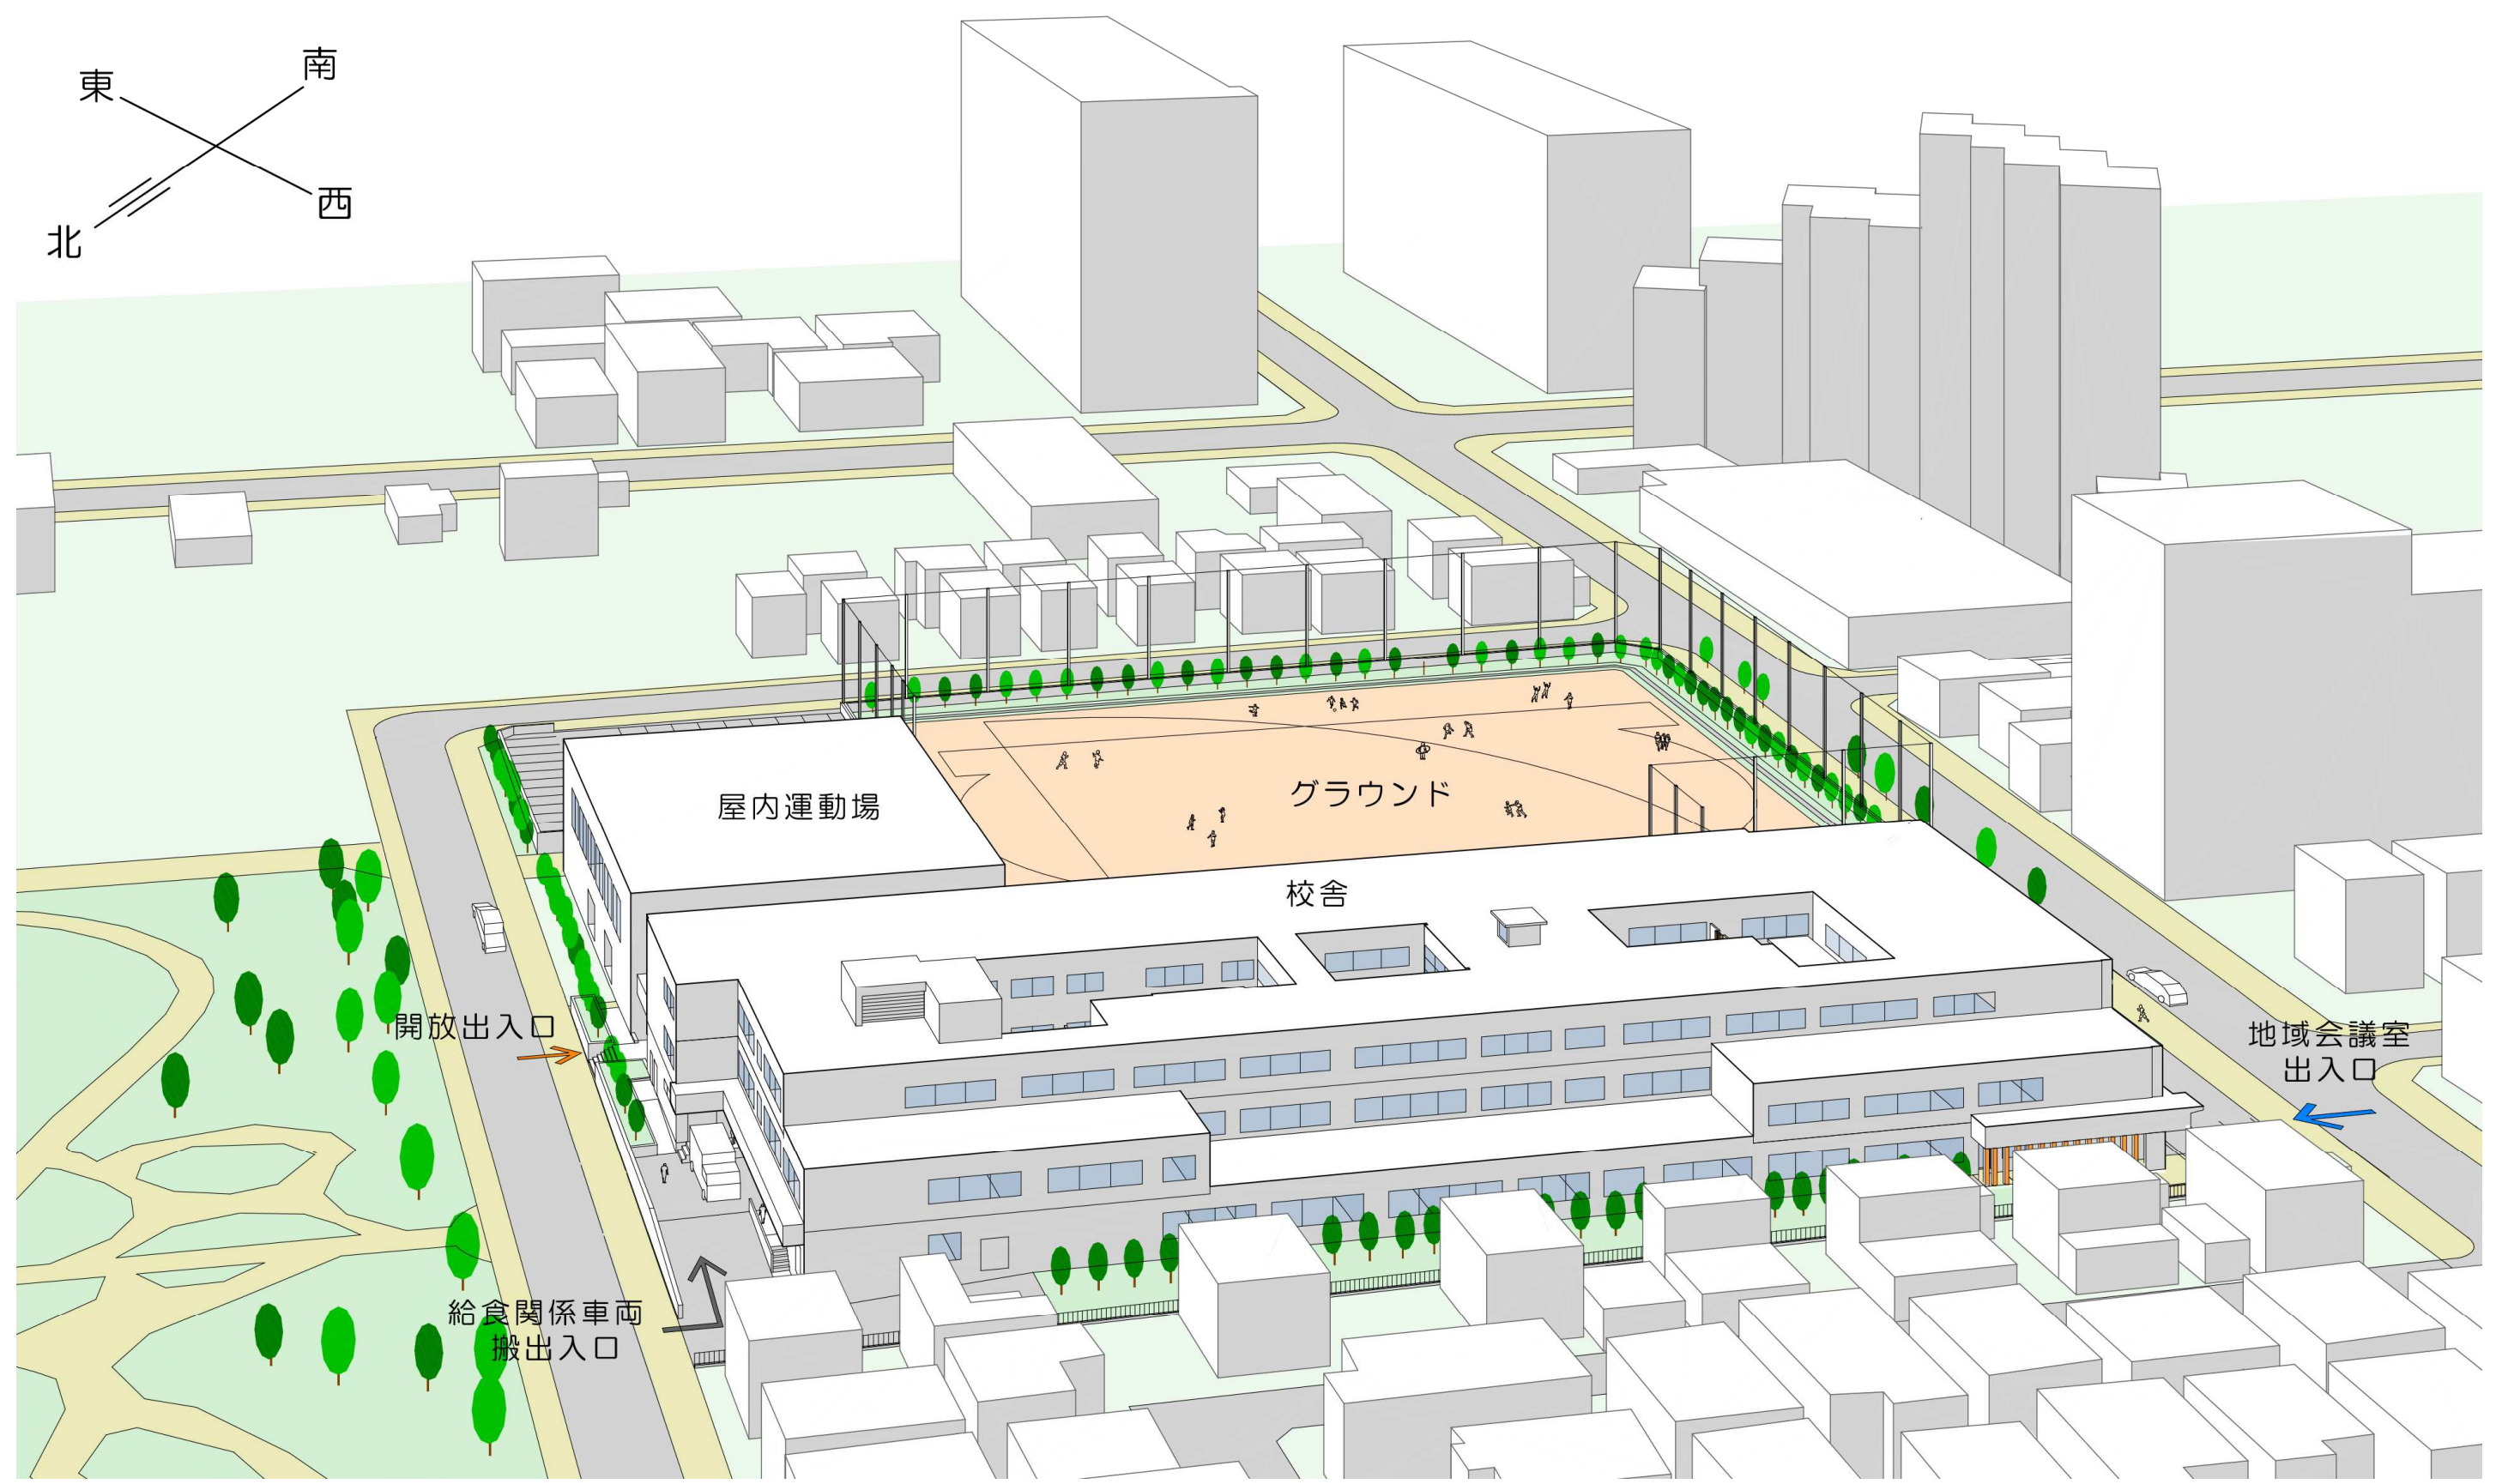 南
東
西
北
屋内運動場
グラウンド
校舎
開放出入口
地域会議室
出入口
給食関係車両
搬出入口